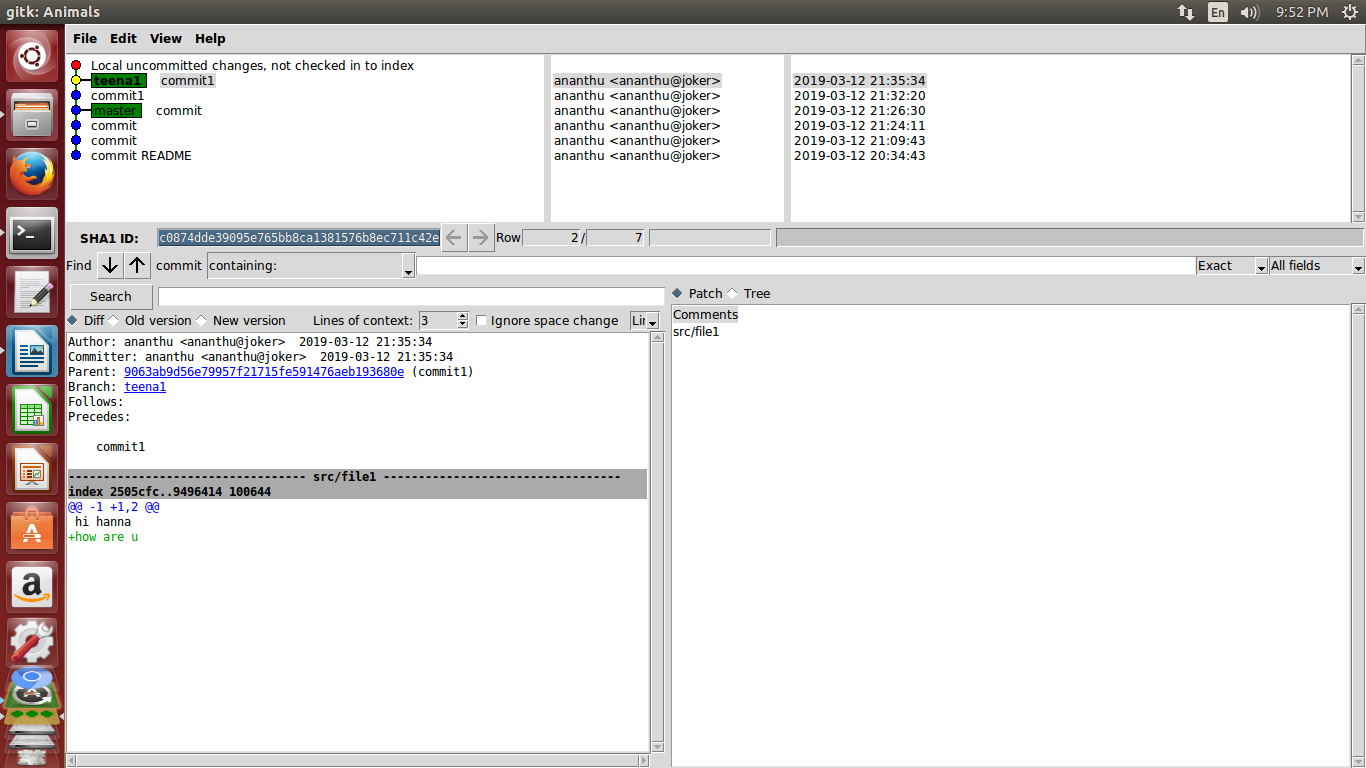 gitk: Animals
En
9:52 PM
File Edit View Help
Local uncommitted changes, not checked in to index
teena1 commit1 ananthu <ananthu@joker> 2019-03-12 21:35:34
commit1 ananthu <ananthu@joker> 2019-03-12 21:32:20
master commit ananthu <ananthu@joker> 2019-03-12 21:26:30
commit ananthu <ananthu@joker> 2019-03-12 21:24:11
commit ananthu <ananthu@joker> 2019-03-12 21:09:43
commit README ananthu <ananthu@joker> 2019-03-12 20:34:43
SHA1 ID: c0874dde39095e765bb8ca1381576b8ec711c42e Row 2 / 7
Find commit containing: Exact All fields
Search
Patch Tree
Diff Old version New version Lines of context: 3 Ignore space change Lir
Comments
src/file1
Author: ananthu <ananthu@joker> 2019-03-12 21:35:34
Committer: ananthu <ananthu@joker> 2019-03-12 21:35:34
Parent: 9063ab9d56e79957f21715fe591476aeb193680e (commit1)
Branch: teena1
Follows:
Precedes:
commit1
---------------------------------- src/file1 ----------------------------------
index 2505cfc..9496414 100644
@@ -1 +1,2 @@
hi hanna
+how are u